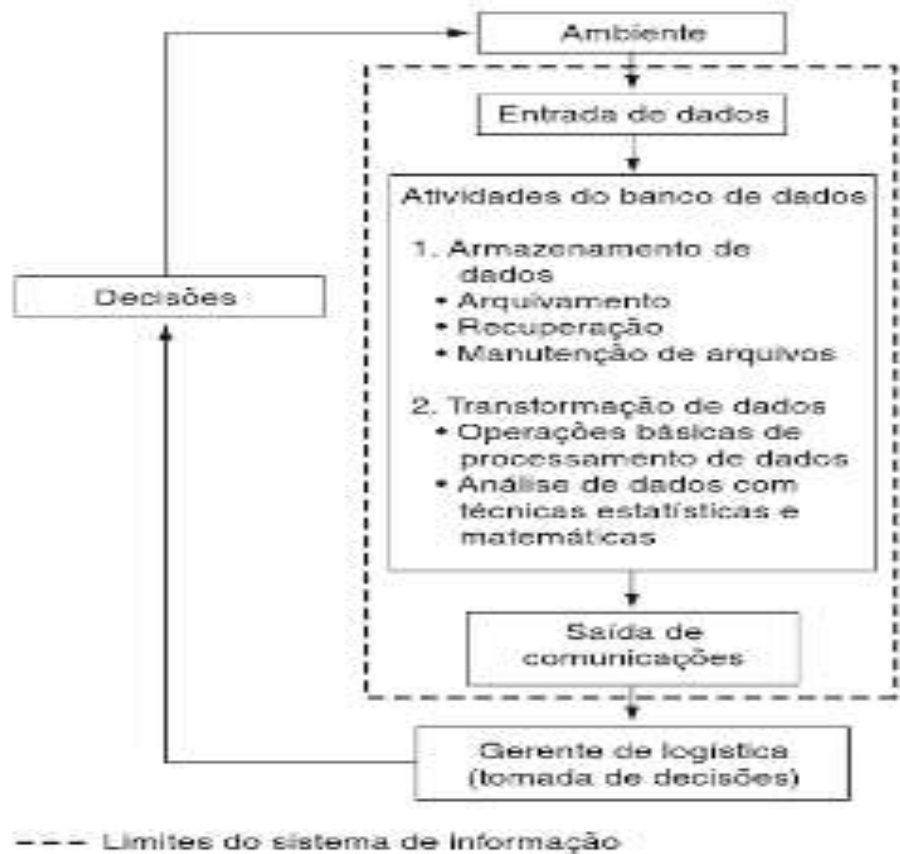 Ambiente
Entrada de dados
Atividades do banco de dados
1. Armazenamento de
dados
• Arquivamento
• Recuperação
• Manutenção de arquivos
2. Transformação de dados
• Operações básicas de
processamento de dados
• Análise de dados com
técnicas estatísticas e
matemáticas
Decisões
Saída de
comunicações
Gerente de logística
(tomada de decisões)
--- Limites do sistema de informação